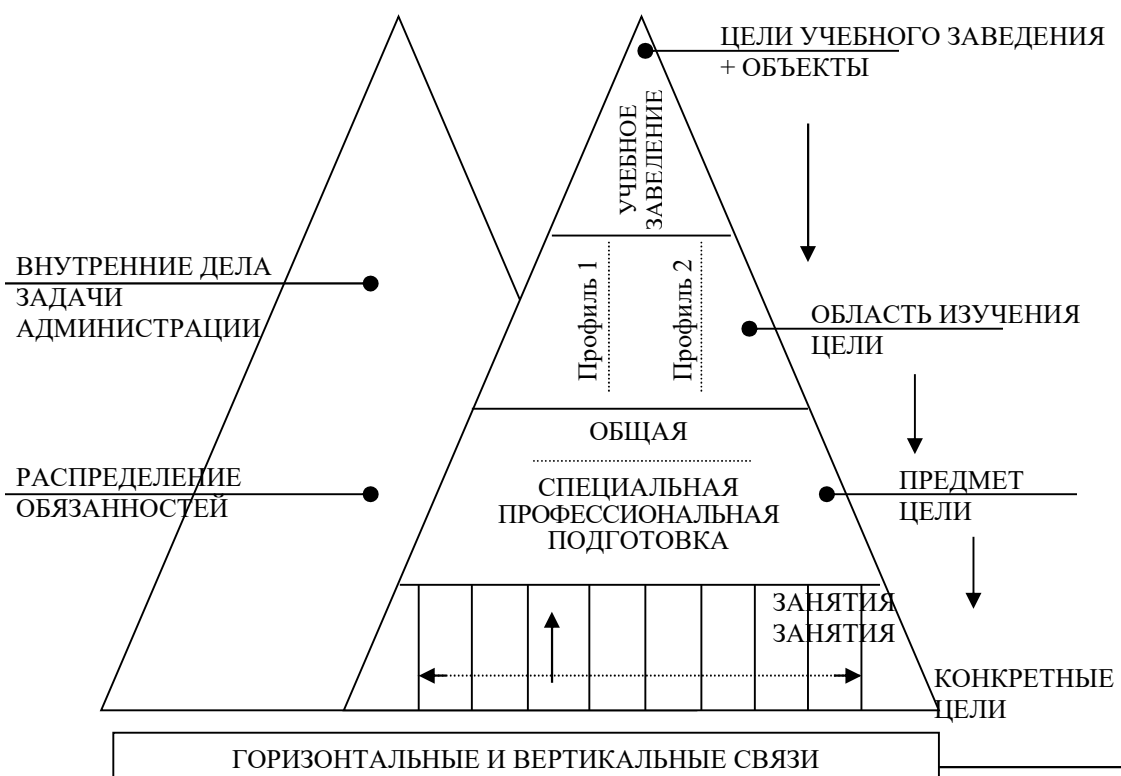 ЦЕЛИ УЧЕБНОГО ЗАВЕДЕНИЯ
+ ОБЪЕКТЫ
УЧЕБНОЕ
ЗАВЕДЕНИЕ
ВНУТРЕННИЕ ДЕЛА
ЗАДАЧИ
АДМИНИСТРАЦИИ
Профиль 1
Профиль 2
ОБЛАСТЬ ИЗУЧЕНИЯ
ЦЕЛИ
ОБЩАЯ
РАСПРЕДЕЛЕНИЕ
ОБЯЗАННОСТЕЙ
СПЕЦИАЛЬНАЯ
ПРОФЕССИОНАЛЬНАЯ
ПОДГОТОВКА
ПРЕДМЕТ
ЦЕЛИ
ЗАНЯТИЯ
ЗАНЯТИЯ
КОНКРЕТНЫЕ
ЦЕЛИ
ГОРИЗОНТАЛЬНЫЕ И ВЕРТИКАЛЬНЫЕ СВЯЗИ